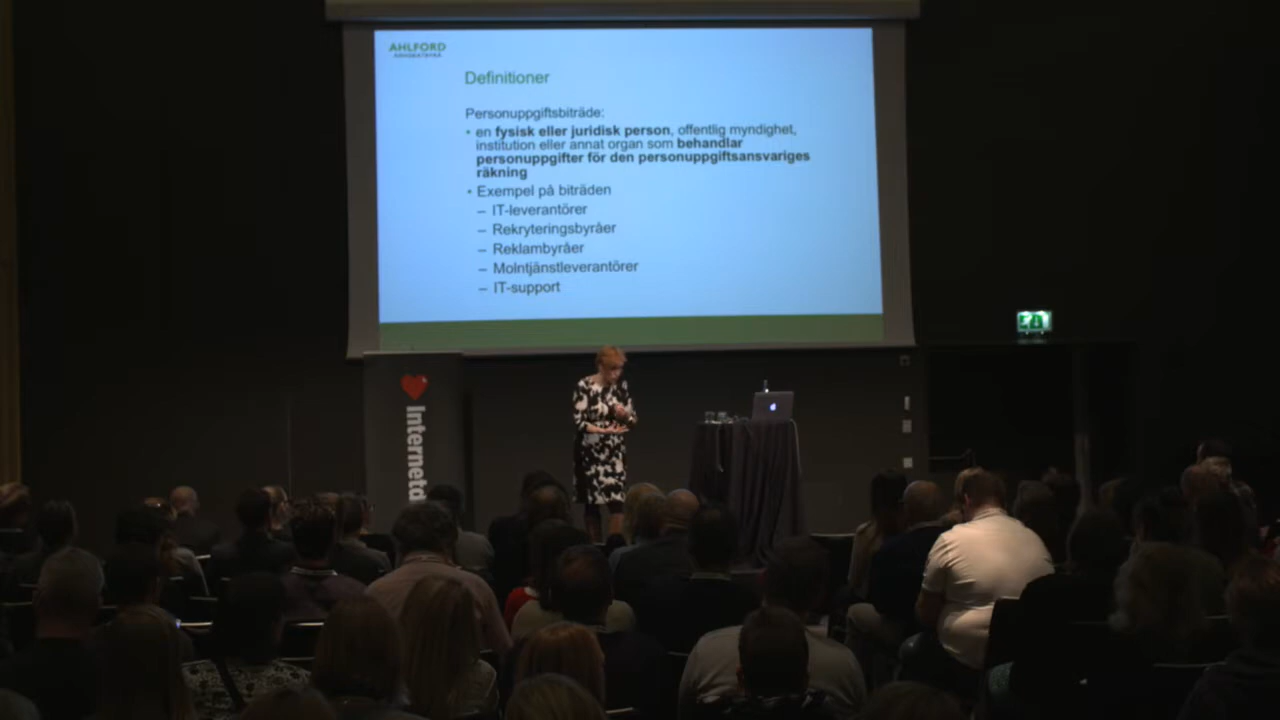 AHLFORD
ADVOKATBYRÅ
Definitioner
Personuppgiftsbiträde:
• en fysisk eller juridisk person, offentlig myndighet,
institution eller annat organ som behandlar
personuppgifter för den personuppgiftsansvariges
räkning
• Exempel på biträden
– IT-leverantörer
– Rekryteringsbyråer
– Reklambyråer
– Molntjänstleverantörer
– IT-support
Internetd